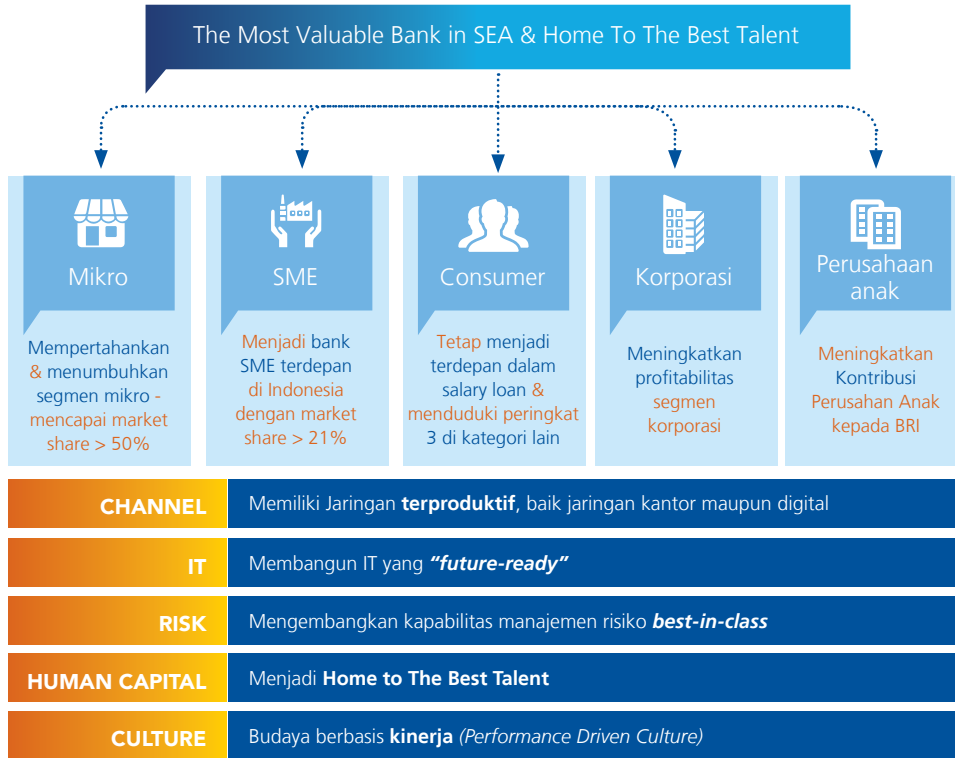 The Most Valuable Bank in SEA & Home To The Best Talent
Mikro
Mempertahankan
& menumbuhkan
segmen mikro -
mencapai market
share > 50%
SME
Menjadi bank
SME terdepan
di Indonesia
dengan market
share > 21%
Consumer
Tetap menjadi
terdepan dalam
salary loan &
menduduki peringkat
3 di kategori lain
Korporasi
Meningkatkan
profitabilitas
segmen
korporasi
Perusahaan
anak
Meningkatkan
Kontribusi
Perusahan Anak
kepada BRI
CHANNEL Memiliki Jaringan terproduktif, baik jaringan kantor maupun digital
IT Membangun IT yang “future-ready”
RISK Mengembangkan kapabilitas manajemen risiko best-in-class
HUMAN CAPITAL Menjadi Home to The Best Talent
CULTURE Budaya berbasis kinerja (Performance Driven Culture)